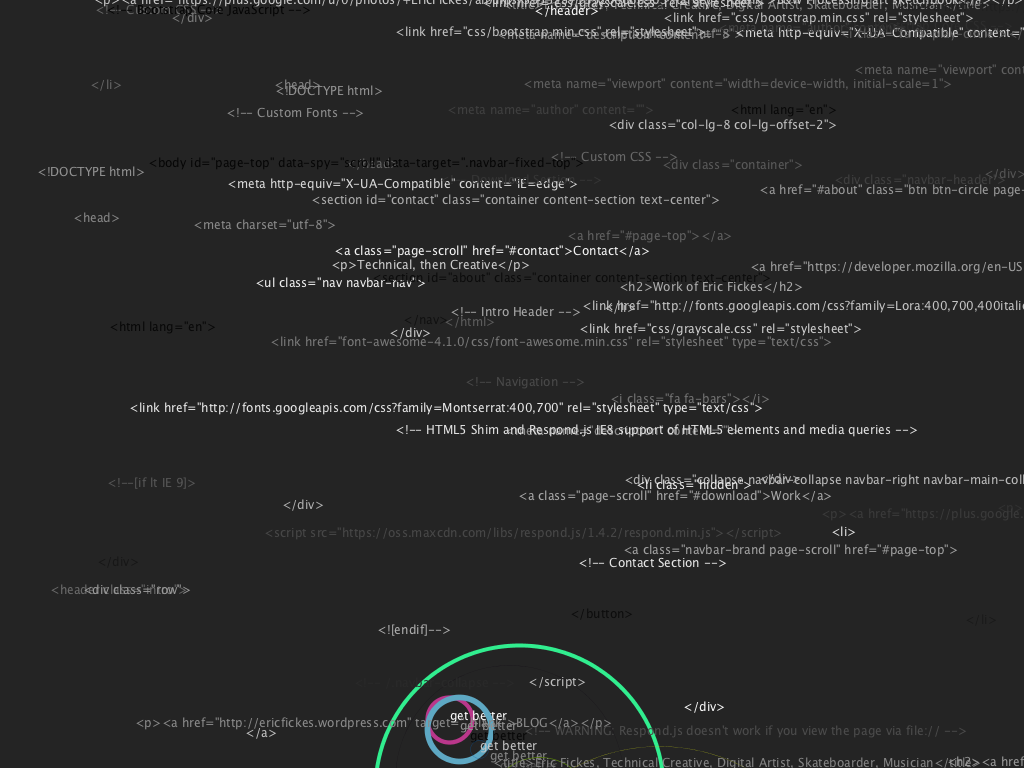 </header>
</div>
<link href="css/bootstrap.min.css" rel="stylesheet">
<link href="css/bootstrap.min.css" rel="stylesheet">
<meta http-equiv="X-UA-Compatible" content="
<meta name="viewport" cont
</li>
<head>
<meta name="viewport" content="width=device-width, initial-scale=1">
<!DOCTYPE html>
<meta name="author" content="">
<html lang="en">
<!-- Custom Fonts -->
<div class="col-lg-8 col-lg-offset-2">
<!-- Custom CSS -->
<body id="page-top" data-spy="scroll" data-target=".navbar-fixed-top">
<div class="container">
<!DOCTYPE html>
</div>
<div class="navbar-header">
<meta http-equiv="X-UA-Compatible" content="IE=edge">
<a href="#about" class="btn btn-circle page-
<section id="contact" class="container content-section text-center">
<head>
<meta charset="utf-8">
<a href="#page-top"></a>
<a class="page-scroll" href="#contact">Contact</a>
<p>Technical, then Creative</p>
<a href="https://developer.mozilla.org/en-US
<section id="about" class="container content-section text-center">
<ul class="nav navbar-nav">
<h2>Work of Eric Fickes</h2>
<link href="http://fonts.googleapis.com/css?family=Lora:400,700,400itali
<!-- Intro Header -->
</nav>
</html>
<html lang="en">
<link href="css/grayscale.css" rel="stylesheet">
</div>
<link href="font-awesome-4.1.0/css/font-awesome.min.css" rel="stylesheet" type="text/css">
<!-- Navigation -->
<i class="fa fa-bars"></i>
<link href="http://fonts.googleapis.com/css?family=Montserrat:400,700" rel="stylesheet" type="text/css">
<!-- HTML5 Shim and Respond.js IE8 support of HTML5 elements and media queries -->
<!--[if lt IE 9]>
<div class="collapse navbar-collapse navbar-right navbar-main-coll
<li class="hidden">
<a class="page-scroll" href="#download">Work</a>
</div>
<p><a href="https://plus.google.
<script src="https://oss.maxcdn.com/libs/respond.js/1.4.2/respond.min.js"></script>
<li>
<a class="navbar-brand page-scroll" href="#page-top">
</div>
<!-- Contact Section -->
<div class="row">
</button>
</li>
<![endif]-->
</script>
</div>
get better
<p><a href="http://ericfickes.wordpress.com" target="_blank">BLOG</a></p>
get better
<!-- WARNING: Respond.js doesn't work if you view the page via file:// -->
</a>
get better
get better
get better
<title>Eric Fickes, Technical Creative, Digital Artist, Skateboarder, Musician</title>